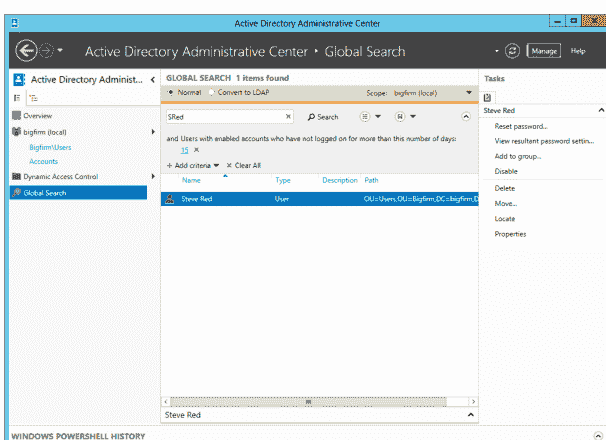 Active Directory Administrative Center
Active Directory Administrative Center • Global Search
Manage
Help
Active Directory Administ...
Overview
bigfirm (local)
Bigfirm\Users
Accounts
Dynamic Access Control
Global Search
GLOBAL SEARCH 1 items found
Normal
Convert to LDAP
Scope: bigfirm (local)
SRed
Search
and Users with enabled accounts who have not logged on for more than this number of days:
15
+ Add criteria
Clear All
Name Type Description Path
Steve Red User OU=Users,OU=Bigfirm,DC=bigfirm,D
Steve Red
Tasks
Steve Red
Reset password...
View resultant password settin...
Add to group...
Disable
Delete
Move...
Locate
Properties
WINDOWS POWERSHELL HISTORY